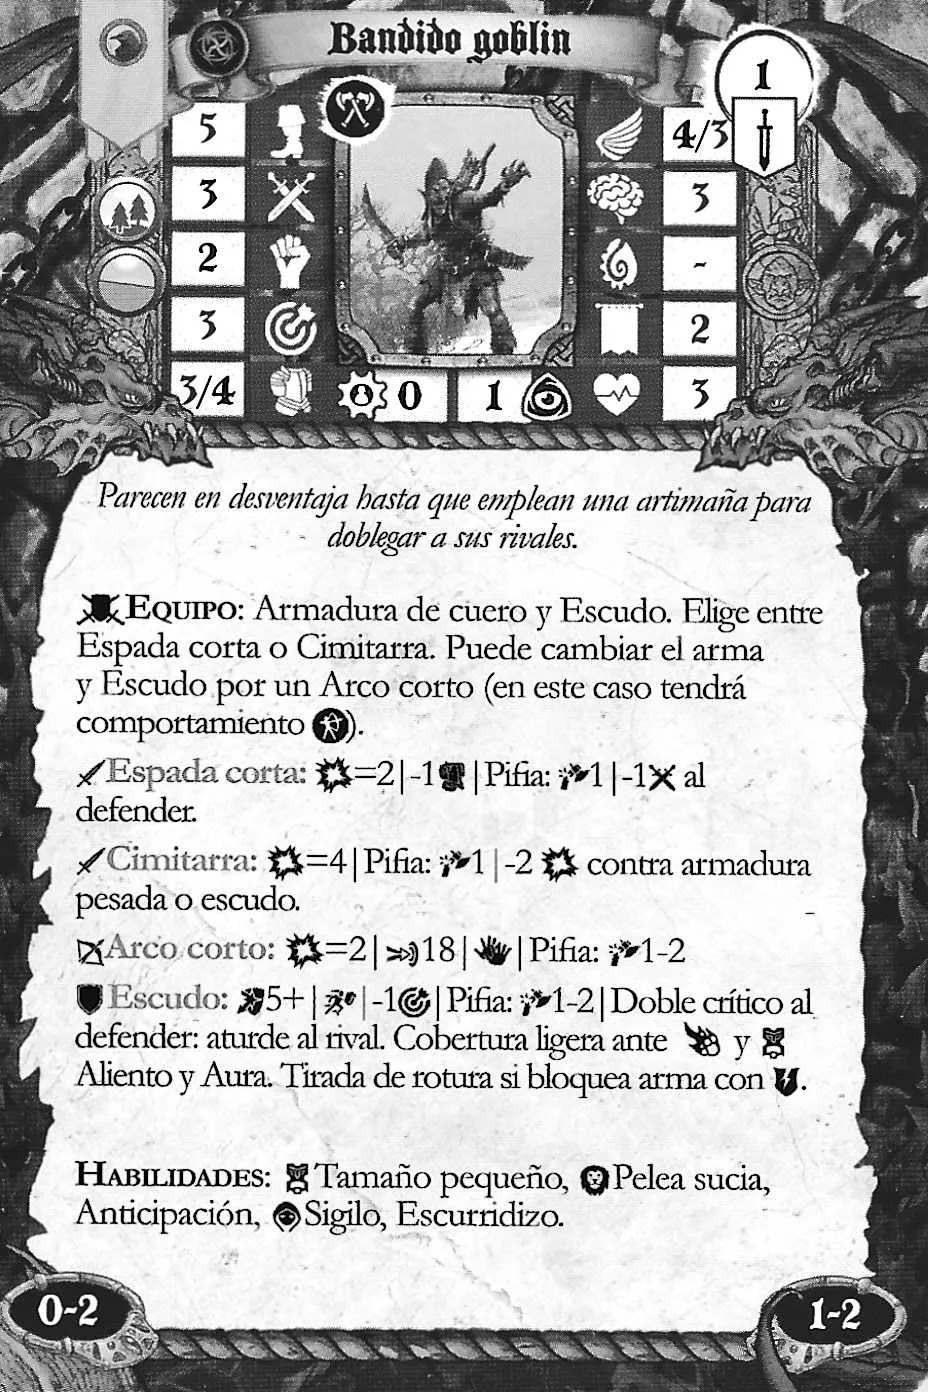 Bandido goblin
1
5
4/3
3
3
2
-
3
2
3/4
0
1
3
Parecen en desventaja hasta que emplean una artimaña para
doblegar a sus rivales.
EQUIPO: Armadura de cuero y Escudo. Elige entre
Espada corta o Cimitarra. Puede cambiar el arma
y Escudo por un Arco corto (en este caso tendrá
comportamiento ).
Espada corta: =2|-1|Pifia: 1|-1 al
defender.
Cimitarra: =4|Pifia: 1|-2 contra armadura
pesada o escudo.
Arco corto: =2|18||Pifia: 1-2
Escudo: 5+||-1|Pifia: 1-2|Doble crítico al
defender: aturde al rival. Cobertura ligera ante y
Aliento y Aura. Tirada de rotura si bloquea arma con .
HABILIDADES: Tamaño pequeño, Pelea sucia,
Anticipación, Sigilo, Escurridizo.
0-2
1-2